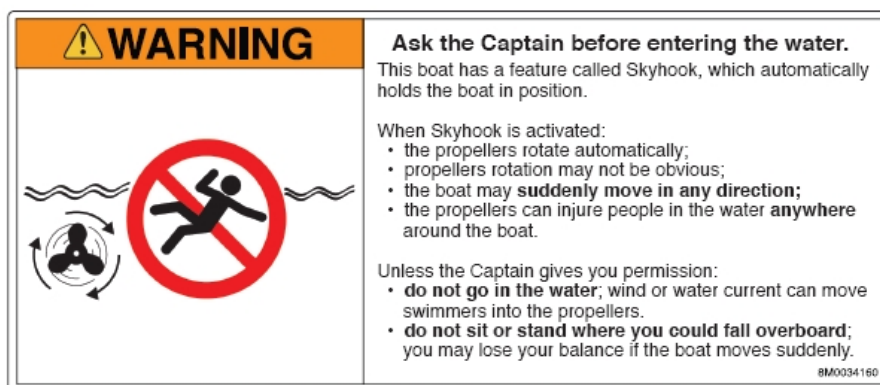 WARNING
Ask the Captain before entering the water.
This boat has a feature called Skyhook, which automatically
holds the boat in position.
When Skyhook is activated:
• the propellers rotate automatically;
• propellers rotation may not be obvious;
• the boat may suddenly move in any direction;
• the propellers can injure people in the water anywhere
around the boat.
Unless the Captain gives you permission:
• do not go in the water; wind or water current can move
swimmers into the propellers.
• do not sit or stand where you could fall overboard;
you may lose your balance if the boat moves suddenly.
8M0034160